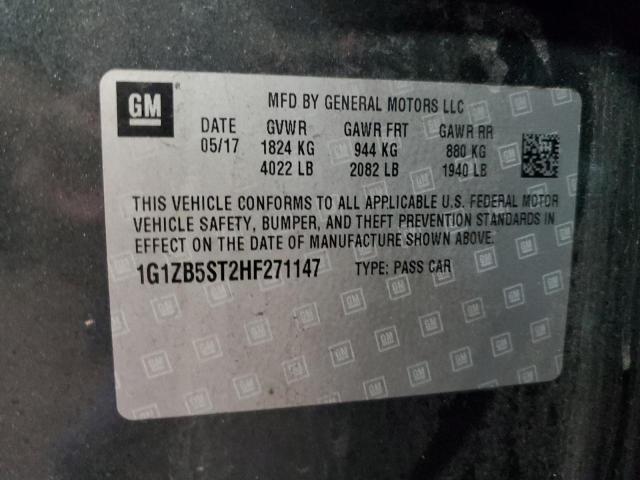 GM
MFD BY GENERAL MOTORS LLC
DATE GVWR GAWR FRT GAWR RR
05/17 1824 KG 944 KG 880 KG
4022 LB 2082 LB 1940 LB
THIS VEHICLE CONFORMS TO ALL APPLICABLE U.S. FEDERAL MOTOR
VEHICLE SAFETY, BUMPER, AND THEFT PREVENTION STANDARDS IN
EFFECT ON THE DATE OF MANUFACTURE SHOWN ABOVE.
1G1ZB5ST2HF271147 TYPE: PASS CAR